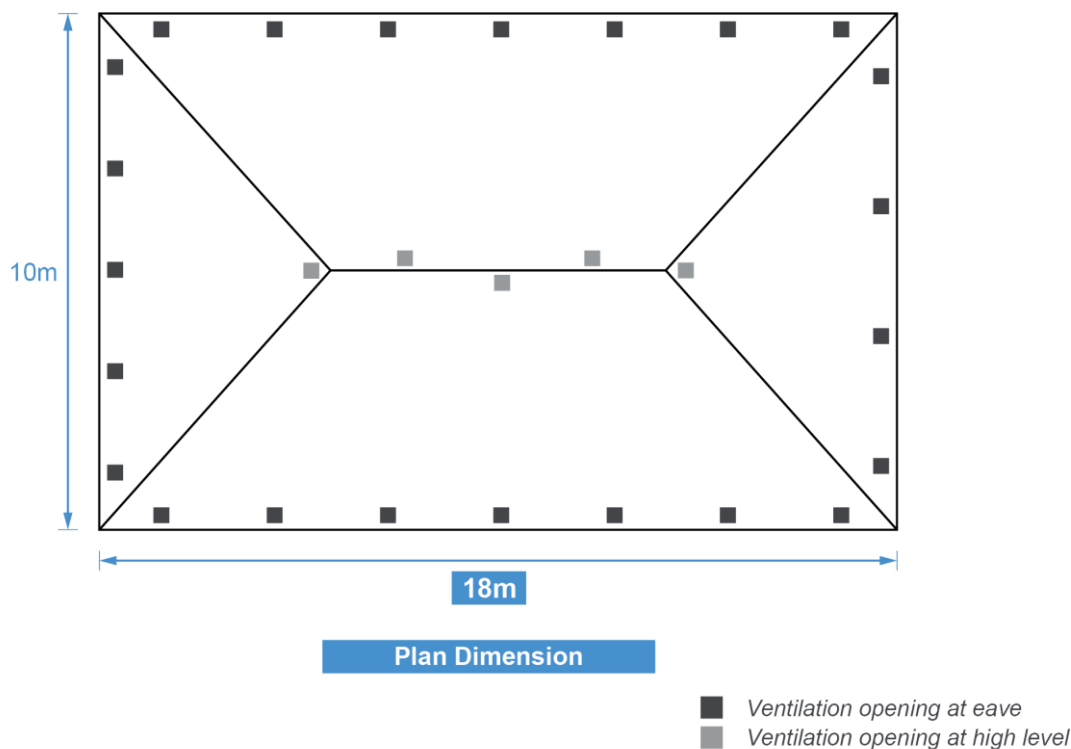 10m
18m
Plan Dimension
Ventilation opening at eave
Ventilation opening at high level